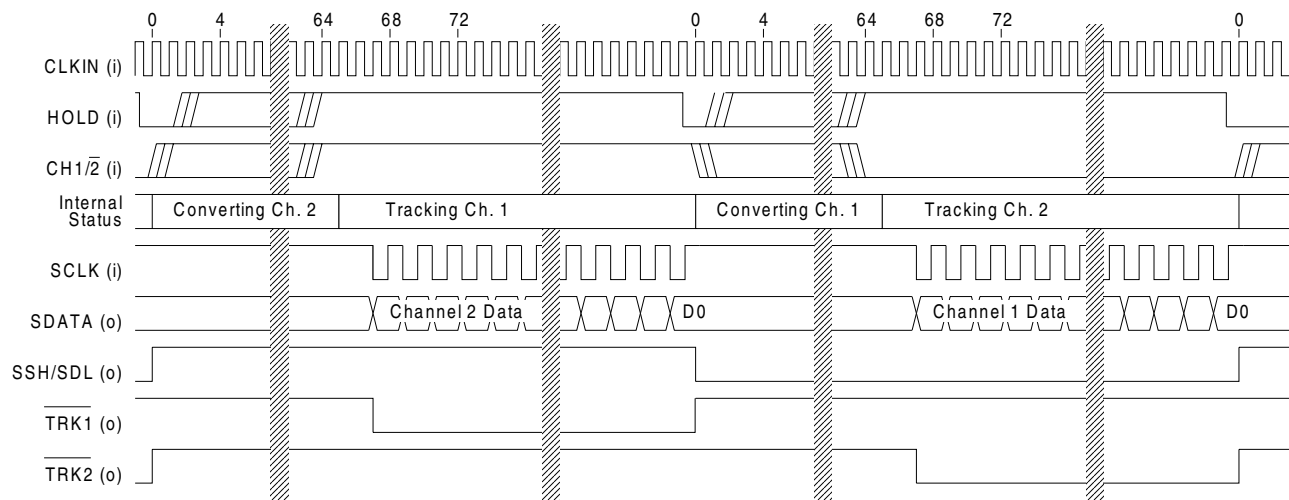 0 4 64 68 72 0 4 64 68 72 0
CLKIN (i)
HOLD (i)
CH1/2̅ (i)
Internal Status Converting Ch. 2 Tracking Ch. 1 Converting Ch. 1 Tracking Ch. 2
SCLK (i)
SDATA (o) Channel 2 Data D0 Channel 1 Data D0
SSH/SDL (o)
T̅R̅K̅1̅ (o)
T̅R̅K̅2̅ (o)